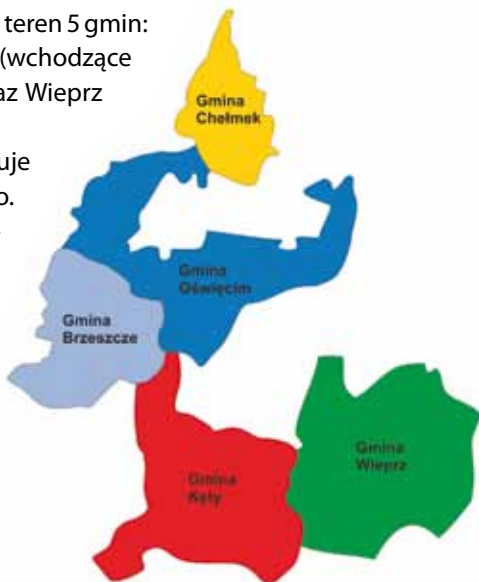 teren 5 gmin:
(wchodzące
az Wieprz
uje
o.
Gmina
Chełmek
Gmina
Oświęcim
Gmina
Brzeszcze
Gmina
Kęty
Gmina
Wieprz